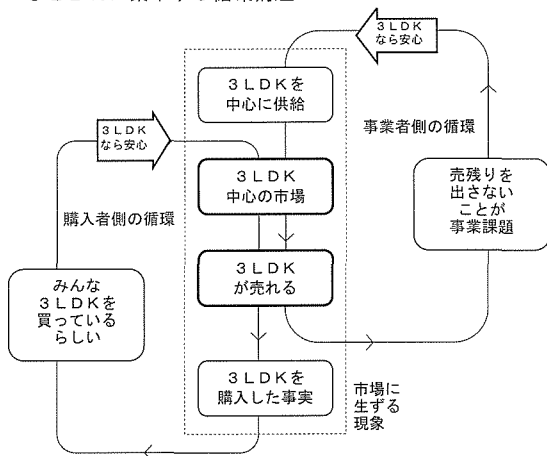 3LDK
なら安心
3LDKを
中心に供給
3LDK
なら安心
事業者側の循環
3LDK
中心の市場
売残りを
出さない
ことが
事業課題
購入者側の循環
3LDK
が売れる
みんな
3LDKを
買っている
らしい
3LDKを
購入した事実
市場に
生ずる
現象